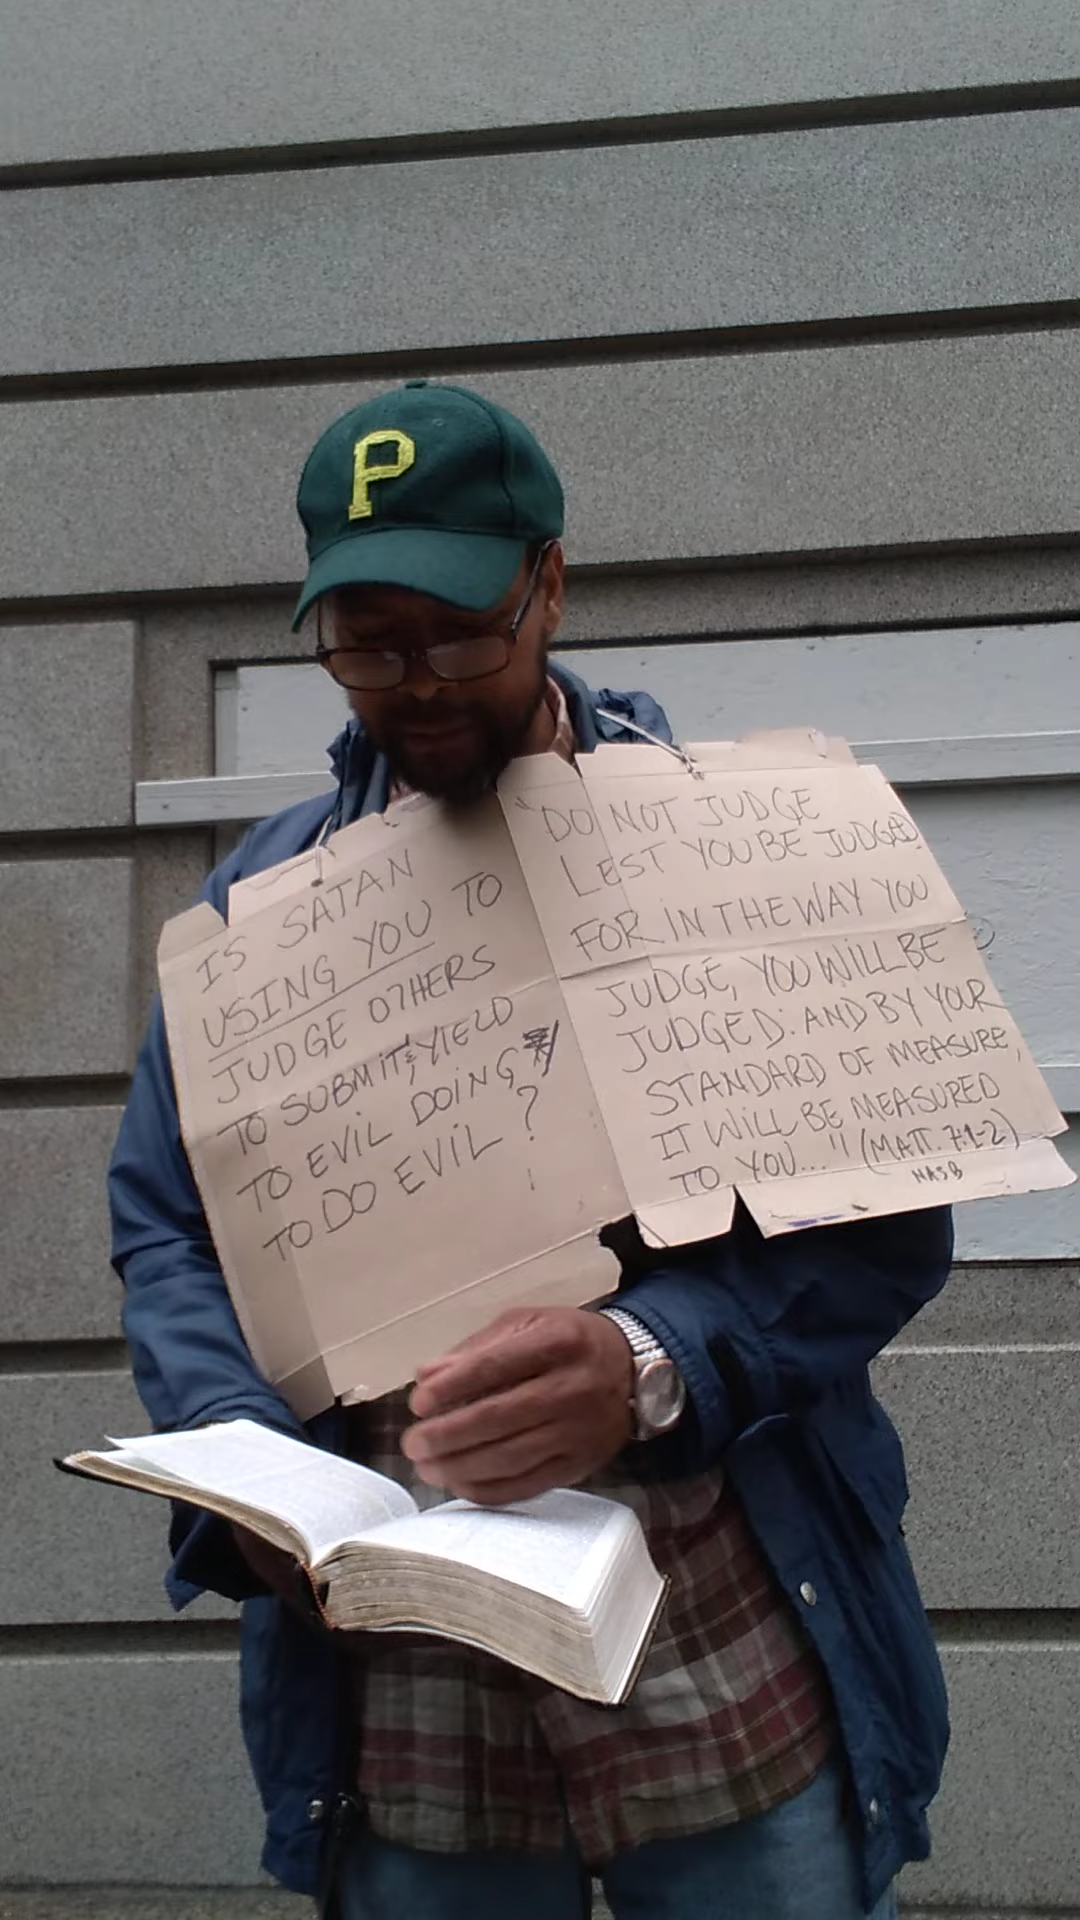 P
IS SATAN
USING YOU TO
JUDGE OTHERS
TO SUBMIT & YIELD
TO EVIL DOING
TO DO EVIL?
"DO NOT JUDGE
LEST YOU BE JUDGED.
FOR IN THE WAY YOU
JUDGE, YOU WILL BE
JUDGED: AND BY YOUR
STANDARD OF MEASURE,
IT WILL BE MEASURED
TO YOU..." (MATT. 7:1-2)
NASB